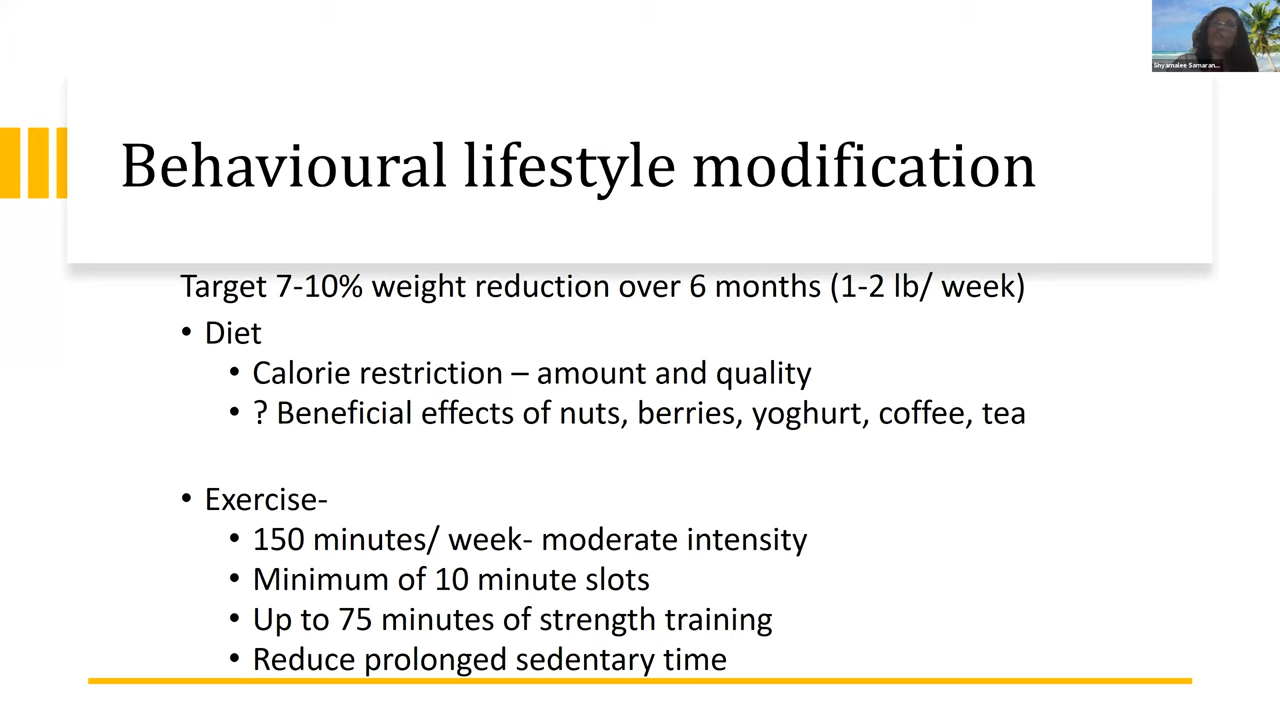 Shyamalee Samaran...
Behavioural lifestyle modification
Target 7-10% weight reduction over 6 months (1-2 lb/ week)
• Diet
• Calorie restriction – amount and quality
• ? Beneficial effects of nuts, berries, yoghurt, coffee, tea
• Exercise-
• 150 minutes/ week- moderate intensity
• Minimum of 10 minute slots
• Up to 75 minutes of strength training
• Reduce prolonged sedentary time